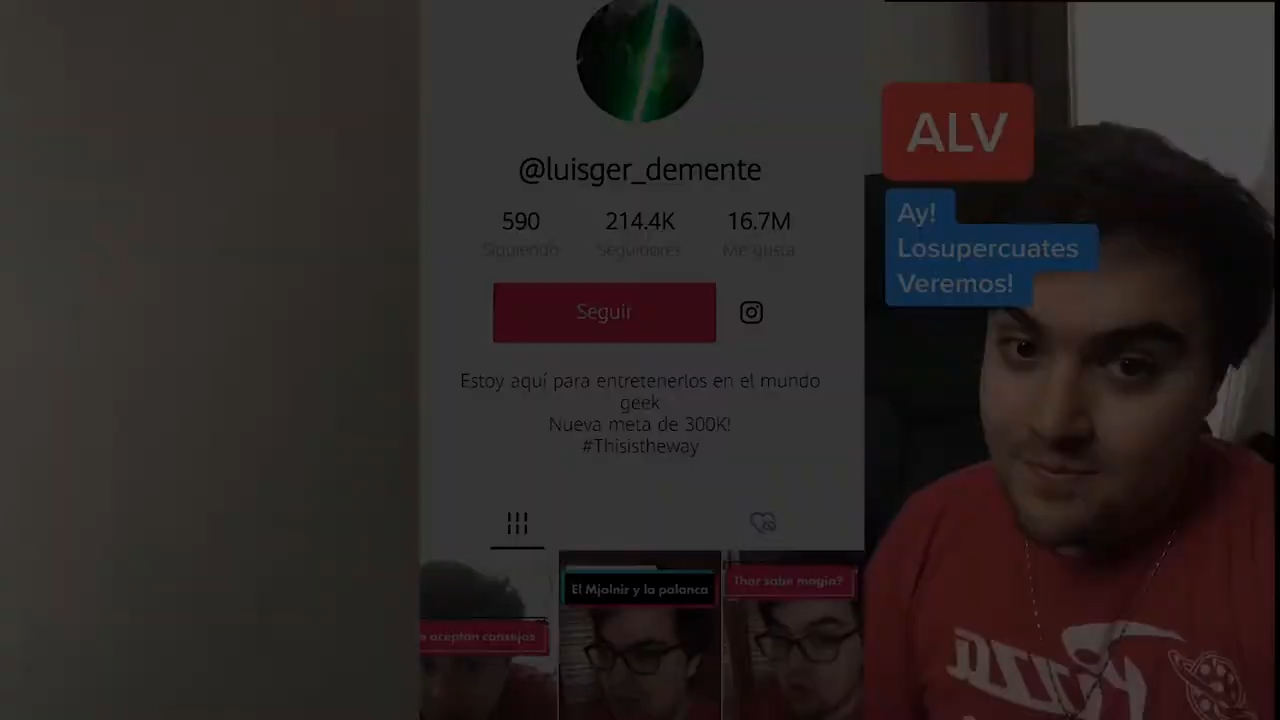 @luisger_demente
590
214.4K
16.7M
Siguiendo
Seguidores
Me gusta
Seguir
Estoy aquí para entretenerlos en el mundo
geek
Nueva meta de 300K!
#Thisistheway
aceptan consejos
El Mjolnir y la palanca
Thor sabe magia?
ALV
Ay!
Losupercuates
Veremos!